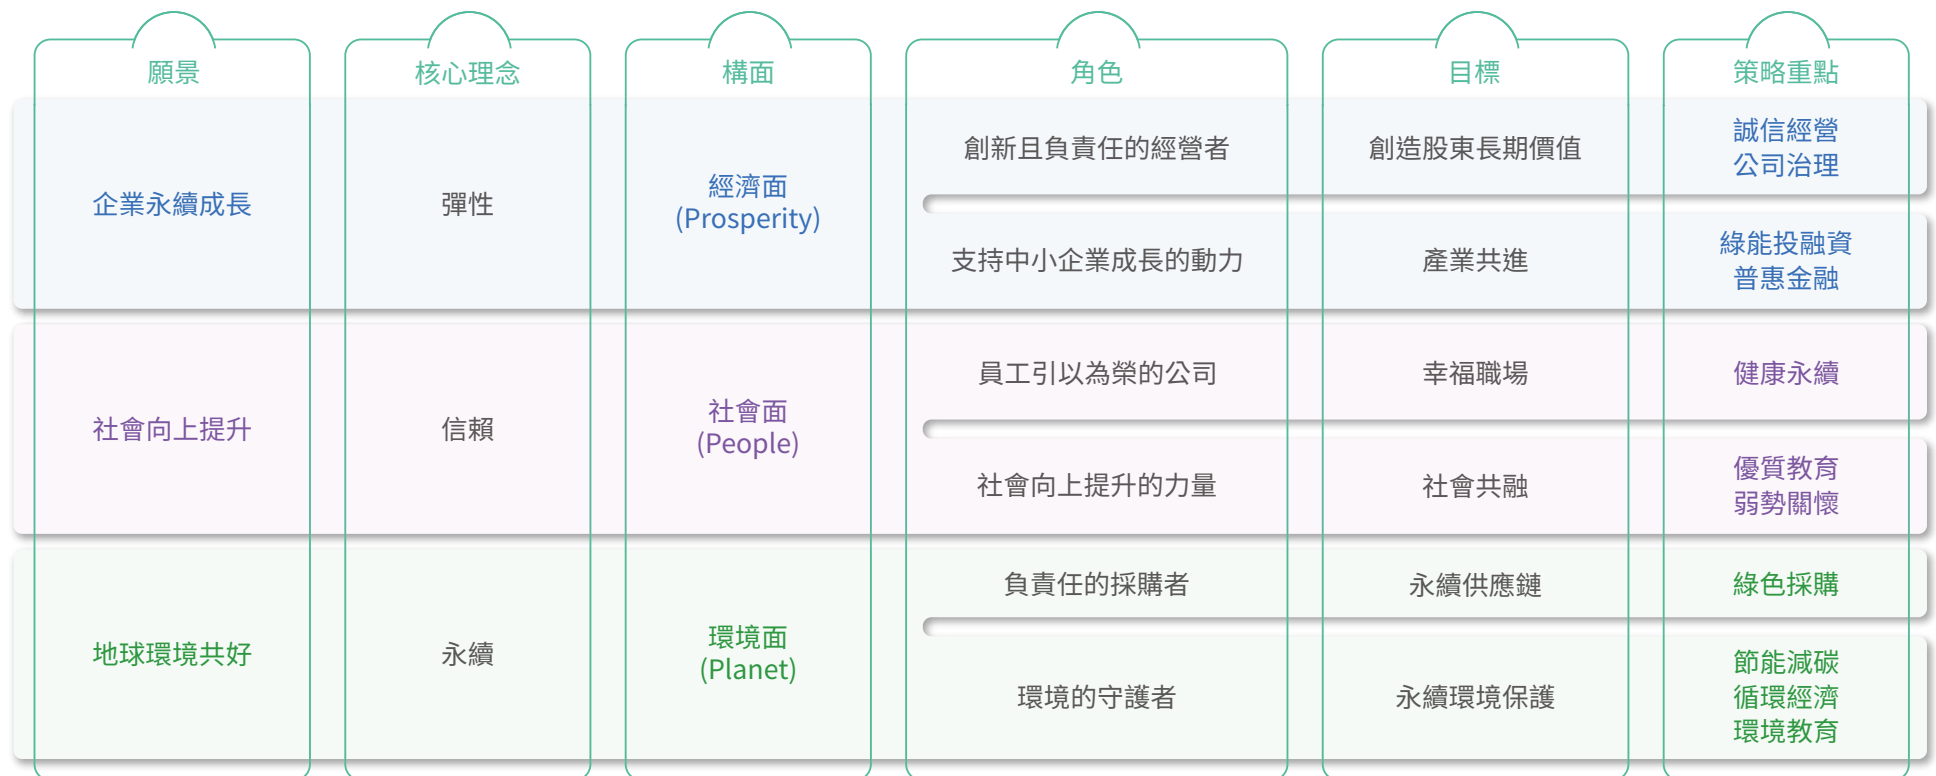 願景
核心理念
構面
角色
目標
策略重點
企業永續成長
彈性
經濟面
(Prosperity)
創新且負責任的經營者
創造股東長期價值
誠信經營
公司治理
支持中小企業成長的動力
產業共進
綠能投融資
普惠金融
社會向上提升
信賴
社會面
(People)
員工引以為榮的公司
幸福職場
健康永續
社會向上提升的力量
社會共融
優質教育
弱勢關懷
地球環境共好
永續
環境面
(Planet)
負責任的採購者
永續供應鏈
綠色採購
環境的守護者
永續環境保護
節能減碳
循環經濟
環境教育